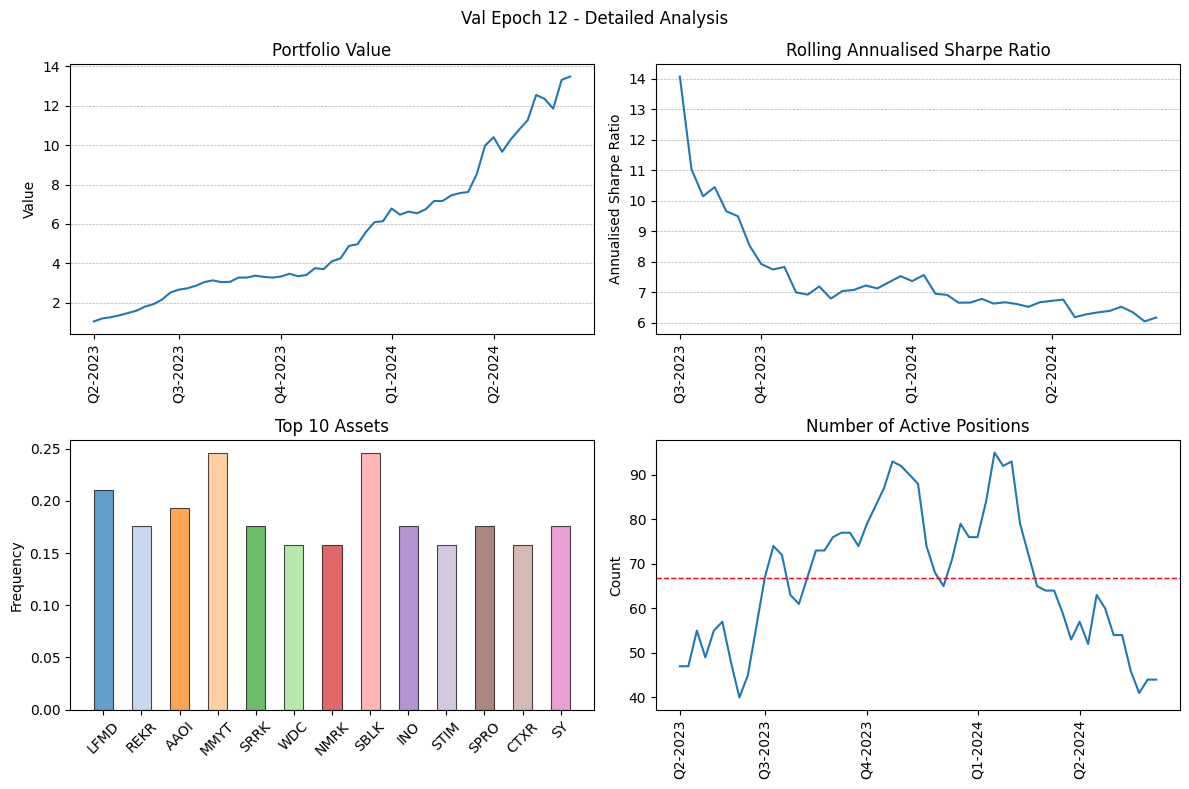 Val Epoch 12 - Detailed Analysis
Portfolio Value
Value
14
12
10
8
6
4
2
Q2-2023
Q3-2023
Q4-2023
Q1-2024
Q2-2024
Rolling Annualised Sharpe Ratio
Annualised Sharpe Ratio
14
13
12
11
10
9
8
7
6
Q3-2023
Q4-2023
Q1-2024
Q2-2024
Top 10 Assets
Frequency
0.25
0.20
0.15
0.10
0.05
0.00
LFMD
REKR
AAOI
MMYT
SRRK
WDC
NMRK
SBLK
INO
STIM
SPRO
CTXR
SY
Number of Active Positions
Count
90
80
70
60
50
40
Q2-2023
Q3-2023
Q4-2023
Q1-2024
Q2-2024